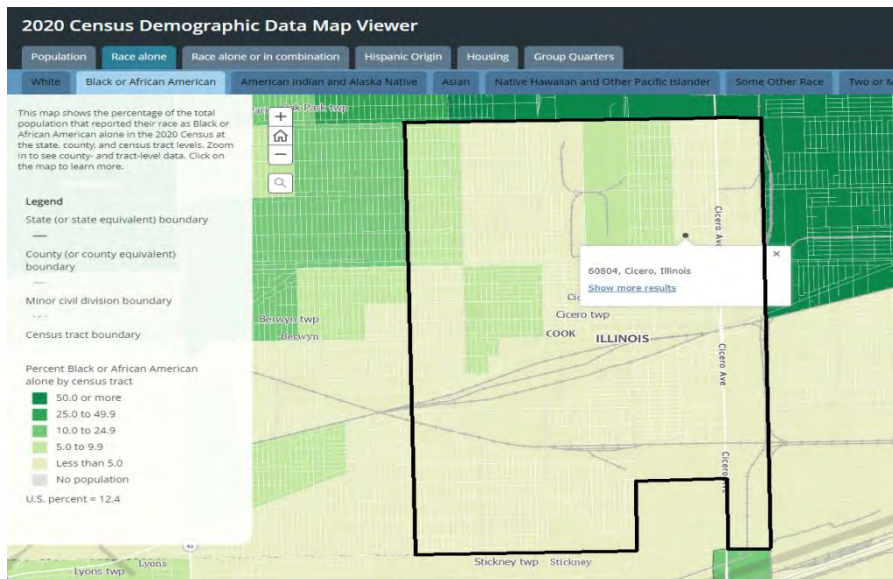 2020 Census Demographic Data Map Viewer
Population Race alone Race alone or in combination Hispanic Origin Housing Group Quarters
White Black or African American American Indian and Alaska Native Asian Native Hawaiian and Other Pacific Islander Some Other Race Two or M
This map shows the percentage of the total
population that reported their race as Black or
African American alone in the 2020 Census at
the state, county, and census tract levels. Zoom
in to see county- and tract-level data. Click on
the map to learn more.
Legend
State (or state equivalent) boundary
County (or county equivalent)
boundary
Minor civil division boundary
Census tract boundary
Percent Black or African American
alone by census tract
50.0 or more
25.0 to 49.9
10.0 to 24.9
5.0 to 9.9
Less than 5.0
No population
U.S. percent = 12.4
+
−
Park twp
Cicero Ave
60804, Cicero, Illinois
×
Show more results
Cic
Cicero twp
Berwyn twp
Berwyn
COOK
ILLINOIS
Cicero Ave
Cicero Ave
Lyons
Lyons twp
Stickney twp Stickney